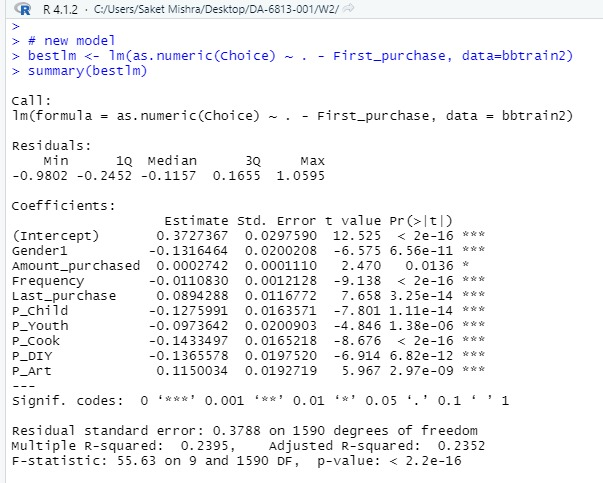 R 4.1.2 · C:/Users/Saket Mishra/Desktop/DA-6813-001/W2/
>
> # new model
> bestlm <- lm(as.numeric(Choice) ~ . - First_purchase, data=bbtrain2)
> summary(bestlm)

Call:
lm(formula = as.numeric(Choice) ~ . - First_purchase, data = bbtrain2)

Residuals:
    Min      1Q  Median      3Q     Max
-0.9802 -0.2452 -0.1157  0.1655  1.0595

Coefficients:
                   Estimate Std. Error t value Pr(>|t|)
(Intercept)       0.3727367  0.0297590  12.525  < 2e-16 ***
Gender1          -0.1316464  0.0200208  -6.575 6.56e-11 ***
Amount_purchased  0.0002742  0.0001110   2.470   0.0136 *
Frequency        -0.0110830  0.0012128  -9.138  < 2e-16 ***
Last_purchase     0.0894288  0.0116772   7.658 3.25e-14 ***
P_Child          -0.1275991  0.0163571  -7.801 1.11e-14 ***
P_Youth          -0.0973642  0.0200903  -4.846 1.38e-06 ***
P_Cook           -0.1433497  0.0165218  -8.676  < 2e-16 ***
P_DIY            -0.1365578  0.0197520  -6.914 6.82e-12 ***
P_Art             0.1150034  0.0192719   5.967 2.97e-09 ***
---
Signif. codes:  0 ‘***’ 0.001 ‘**’ 0.01 ‘*’ 0.05 ‘.’ 0.1 ‘ ’ 1

Residual standard error: 0.3788 on 1590 degrees of freedom
Multiple R-squared:  0.2395,    Adjusted R-squared:  0.2352
F-statistic: 55.63 on 9 and 1590 DF,  p-value: < 2.2e-16